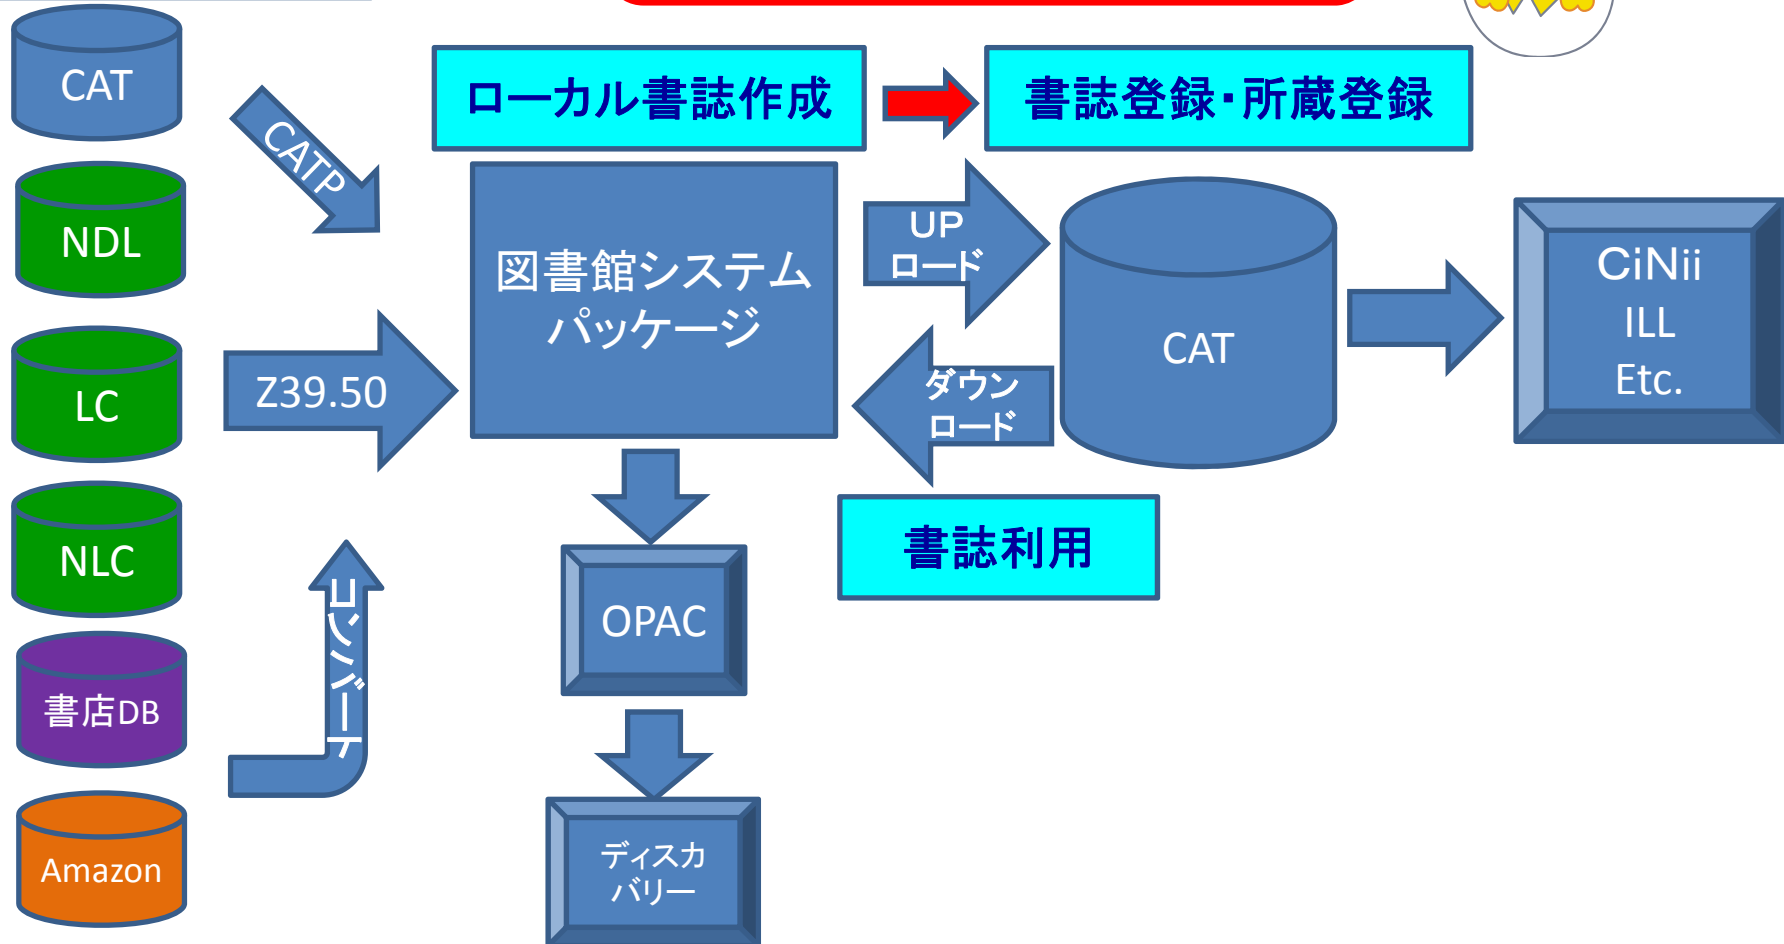 CAT
NDL
LC
NLC
書店DB
Amazon
CATP
Z39.50
コンバート
ローカル書誌作成
書誌登録・所蔵登録
図書館システム
パッケージ
UP
ロード
ダウン
ロード
CAT
CiNii
ILL
Etc.
書誌利用
OPAC
ディスカ
バリー